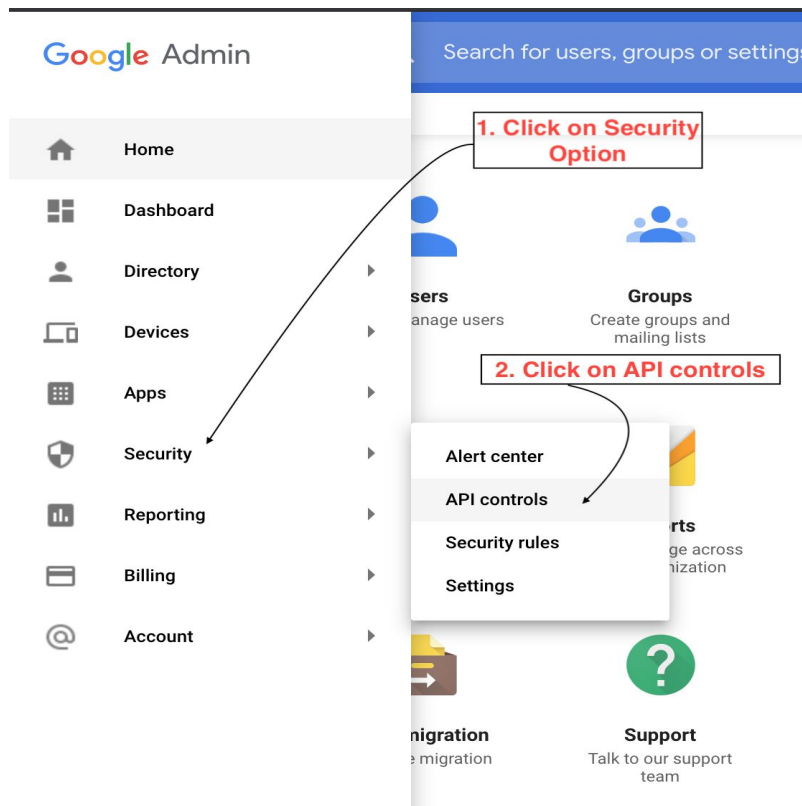 Google Admin
Search for users, groups or settings
1. Click on Security
Option
Home
Dashboard
Directory
Devices
Apps
Security
Reporting
Billing
Account
sers
anage users
Groups
Create groups and
mailing lists
2. Click on API controls
Alert center
API controls
Security rules
Settings
rts
ge across
nization
nigration
e migration
Support
Talk to our support
team